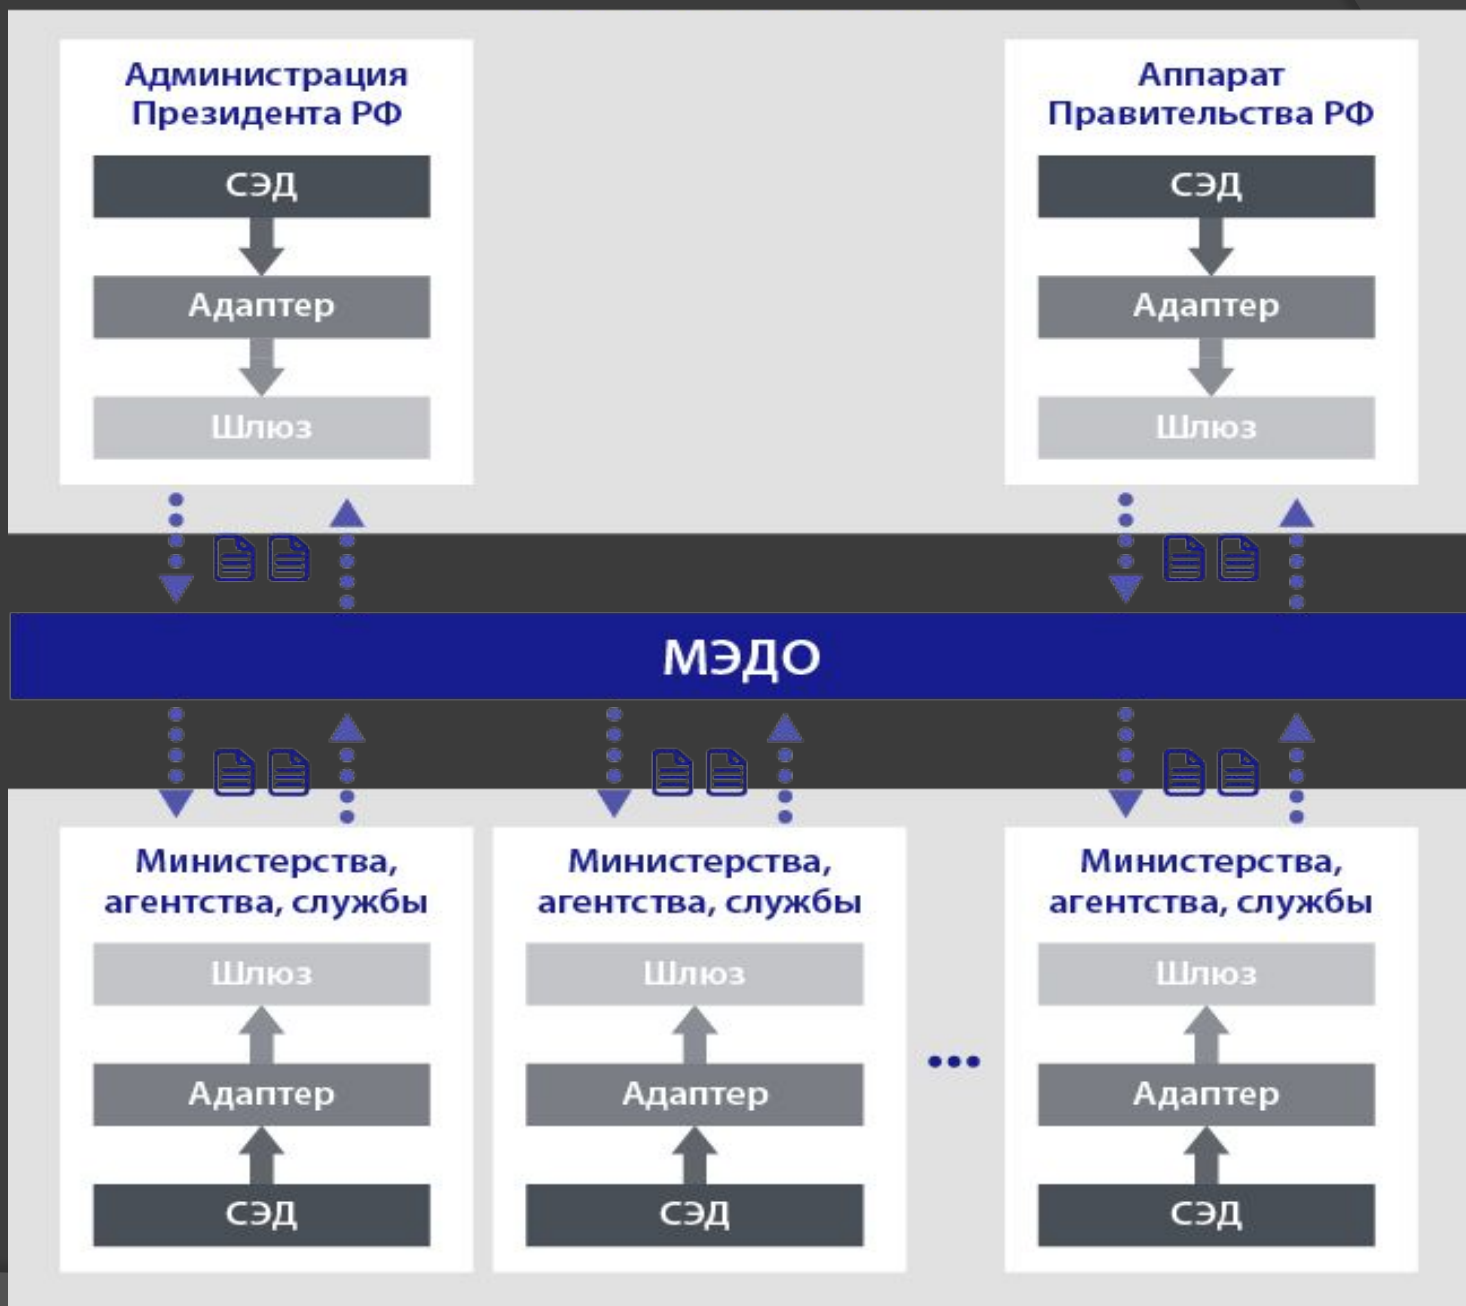 Администрация
Президента РФ
СЭД
Адаптер
Шлюз
Аппарат
Правительства РФ
СЭД
Адаптер
Шлюз
МЭДО
Министерства,
агентства, службы
Шлюз
Адаптер
СЭД
Министерства,
агентства, службы
Шлюз
Адаптер
СЭД
...
Министерства,
агентства, службы
Шлюз
Адаптер
СЭД